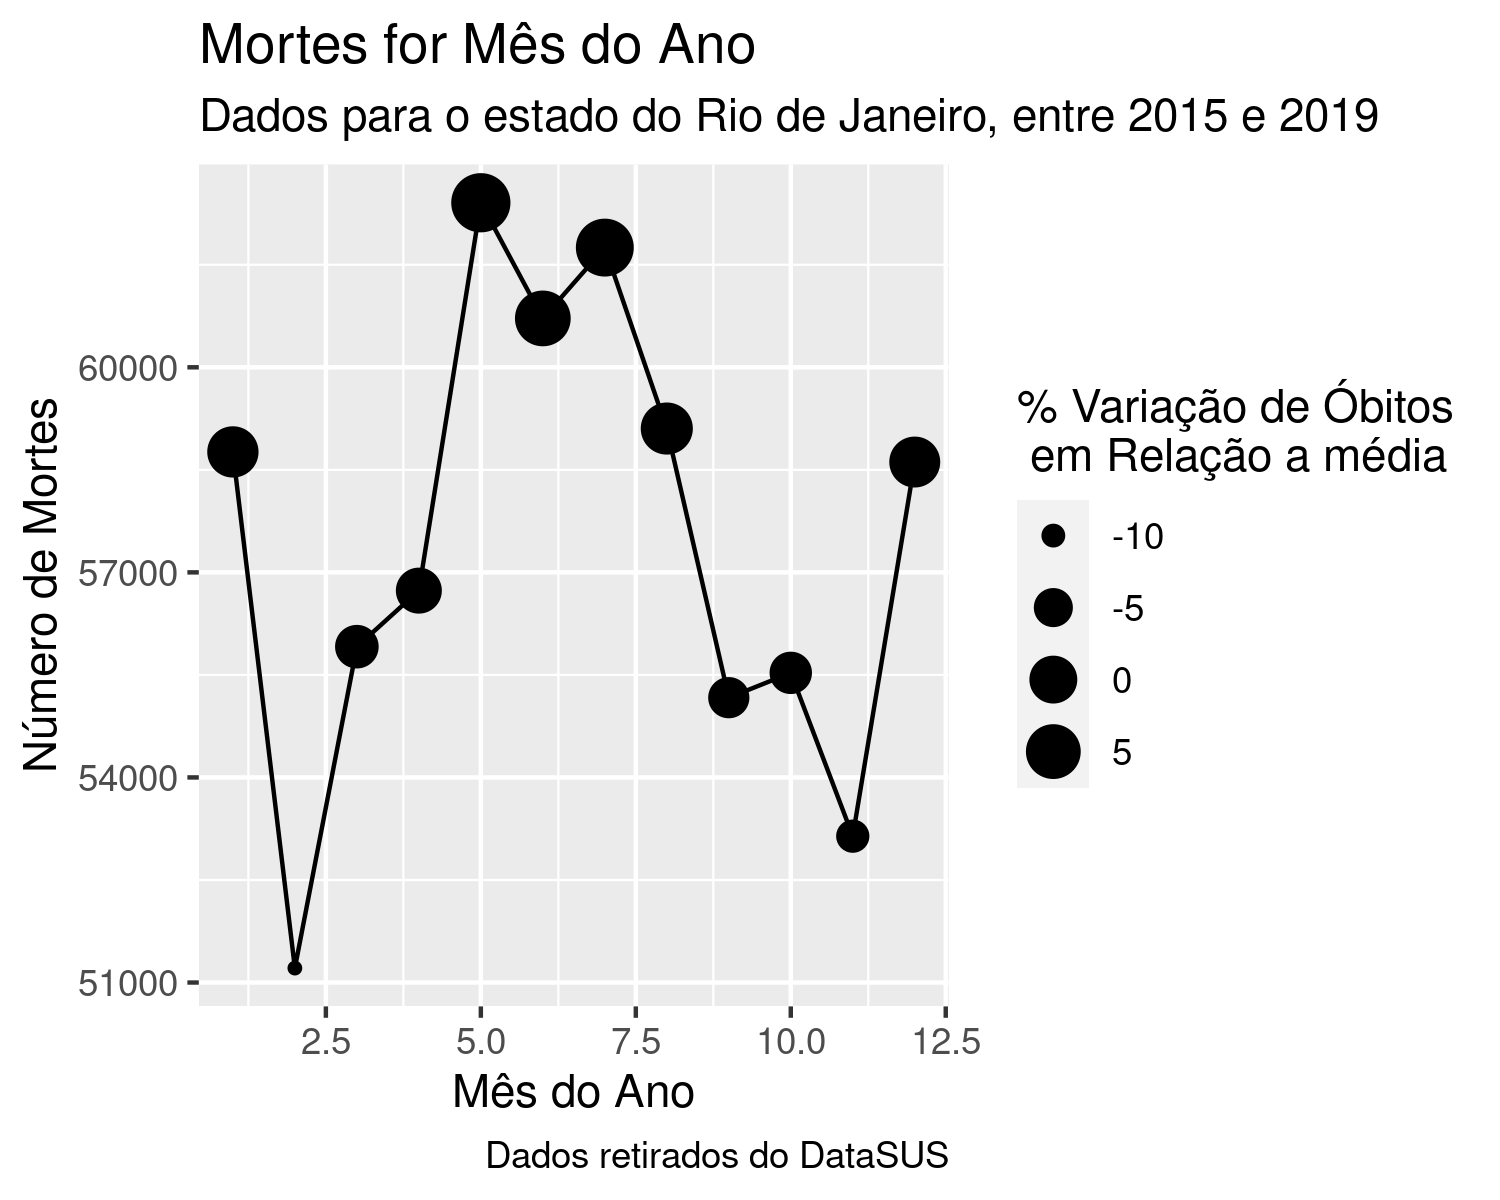 Mortes for Mês do Ano
Dados para o estado do Rio de Janeiro, entre 2015 e 2019
Número de Mortes
60000
57000
54000
51000
2.5 5.0 7.5 10.0 12.5
Mês do Ano
% Variação de Óbitos
em Relação a média
-10
-5
0
5
Dados retirados do DataSUS